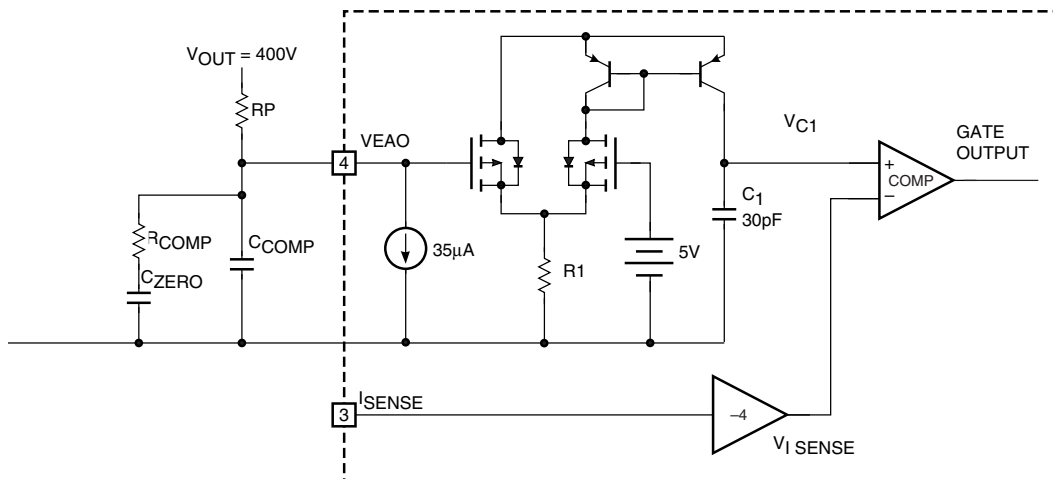 VOUT = 400V
RP
4
VEAO
RCOMP
CCOMP
CZERO
35µA
R1
5V
VC1
C1
30pF
+
COMP
–
GATE
OUTPUT
3
ISENSE
–4
VI SENSE